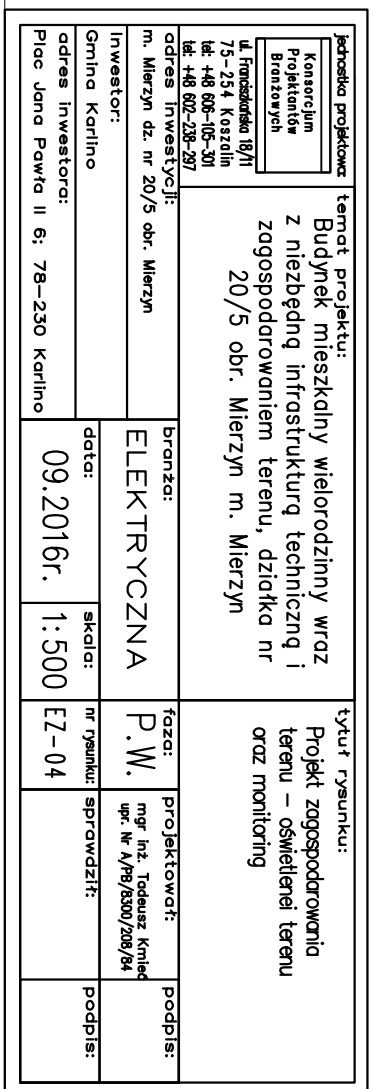 jednostka projektowa:
Konsorcjum
Projektantów
Branżowych
ul. Franciszkańska 18/11
75-254 Koszalin
tel: +48 606-105-301
tel: +48 602-238-297
temat projektu:
Budynek mieszkalny wielorodzinny wraz
z niezbędną infrastrukturą techniczną i
zagospodarowaniem terenu, działka nr
20/5 obr. Mierzyn m. Mierzyn
tytuł rysunku:
Projekt zagospodarowania
terenu – oświetlenei terenu
oraz monitoring
adres inwestycji:
m. Mierzyn dz. nr 20/5 obr. Mierzyn
branża:
ELEKTRYCZNA
faza:
P.W.
projektował:
mgr inż. Tadeusz Kmieć
upr. Nr A/PB/8300/208/84
podpis:
Inwestor:
Gmina Karlino
adres inwestora:
Plac Jana Pawła II 6; 78-230 Karlino
data:
09.2016r.
skala:
1:500
nr rysunku:
EZ-04
sprawdził:
podpis: